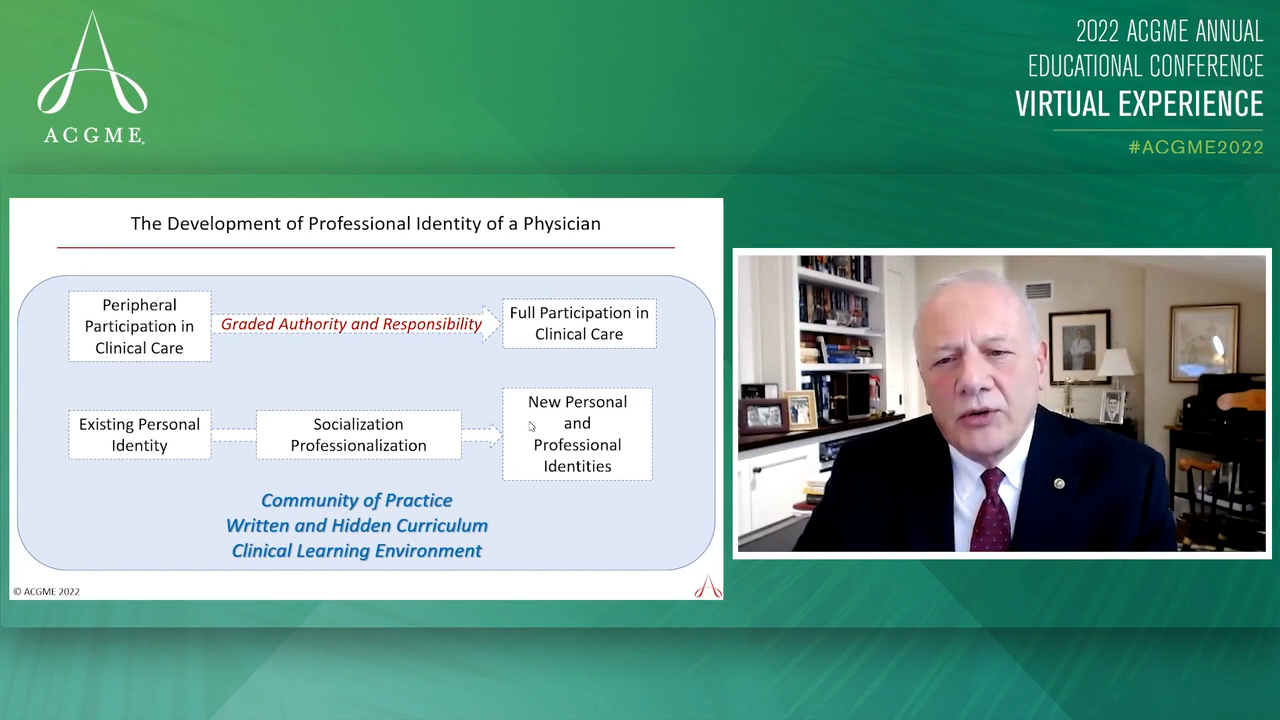 ACGME
2022 ACGME ANNUAL
EDUCATIONAL CONFERENCE
VIRTUAL EXPERIENCE
#ACGME2022
The Development of Professional Identity of a Physician
Peripheral
Participation in
Clinical Care
Graded Authority and Responsibility
Full Participation in
Clinical Care
Existing Personal
Identity
Socialization
Professionalization
New Personal
and
Professional
Identities
Community of Practice
Written and Hidden Curriculum
Clinical Learning Environment
© ACGME 2022